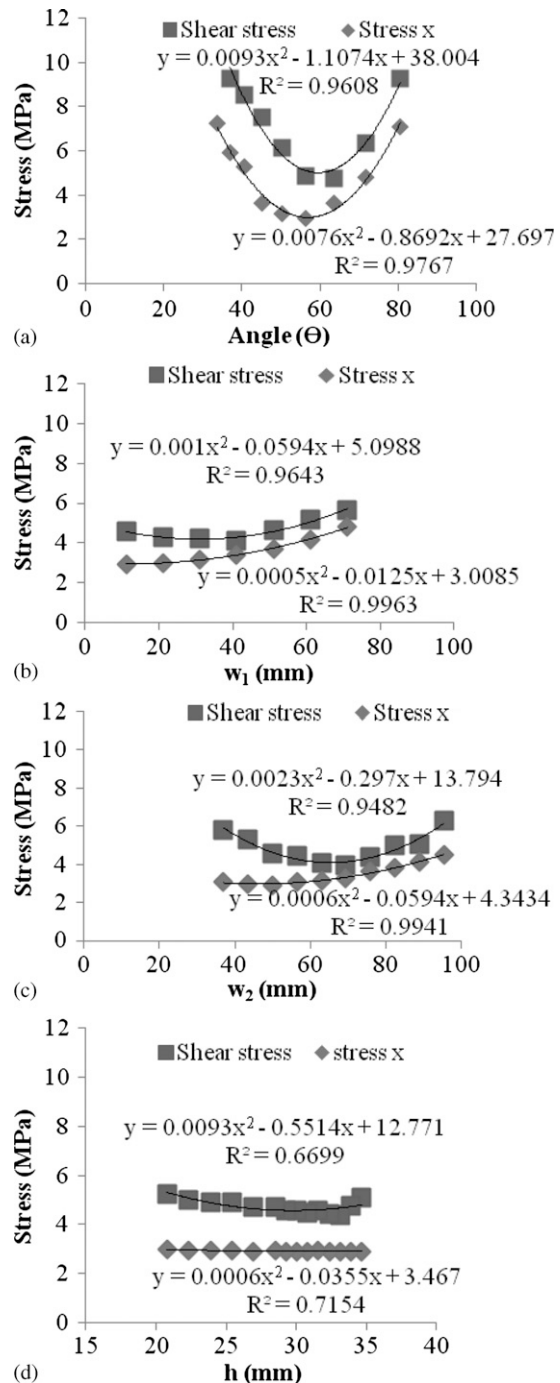 Shear stress Stress x
y = 0.0093x² - 1.1074x + 38.004
R² = 0.9608
y = 0.0076x² - 0.8692x + 27.697
R² = 0.9767
Stress (MPa)
12
10
8
6
4
2
0
0 20 40 60 80 100
(a)
Angle (Θ)
Shear stress Stress x
y = 0.001x² - 0.0594x + 5.0988
R² = 0.9643
y = 0.0005x² - 0.0125x + 3.0085
R² = 0.9963
Stress (MPa)
12
10
8
6
4
2
0
0 20 40 60 80 100
(b)
w₁ (mm)
Shear stress Stress x
y = 0.0023x² - 0.297x + 13.794
R² = 0.9482
y = 0.0006x² - 0.0594x + 4.3434
R² = 0.9941
Stress (MPa)
12
10
8
6
4
2
0
0 20 40 60 80 100
(c)
w₂ (mm)
Shear stress stress x
y = 0.0093x² - 0.5514x + 12.771
R² = 0.6699
y = 0.0006x² - 0.0355x + 3.467
R² = 0.7154
Stress (MPa)
12
10
8
6
4
2
0
15 20 25 30 35 40
(d)
h (mm)